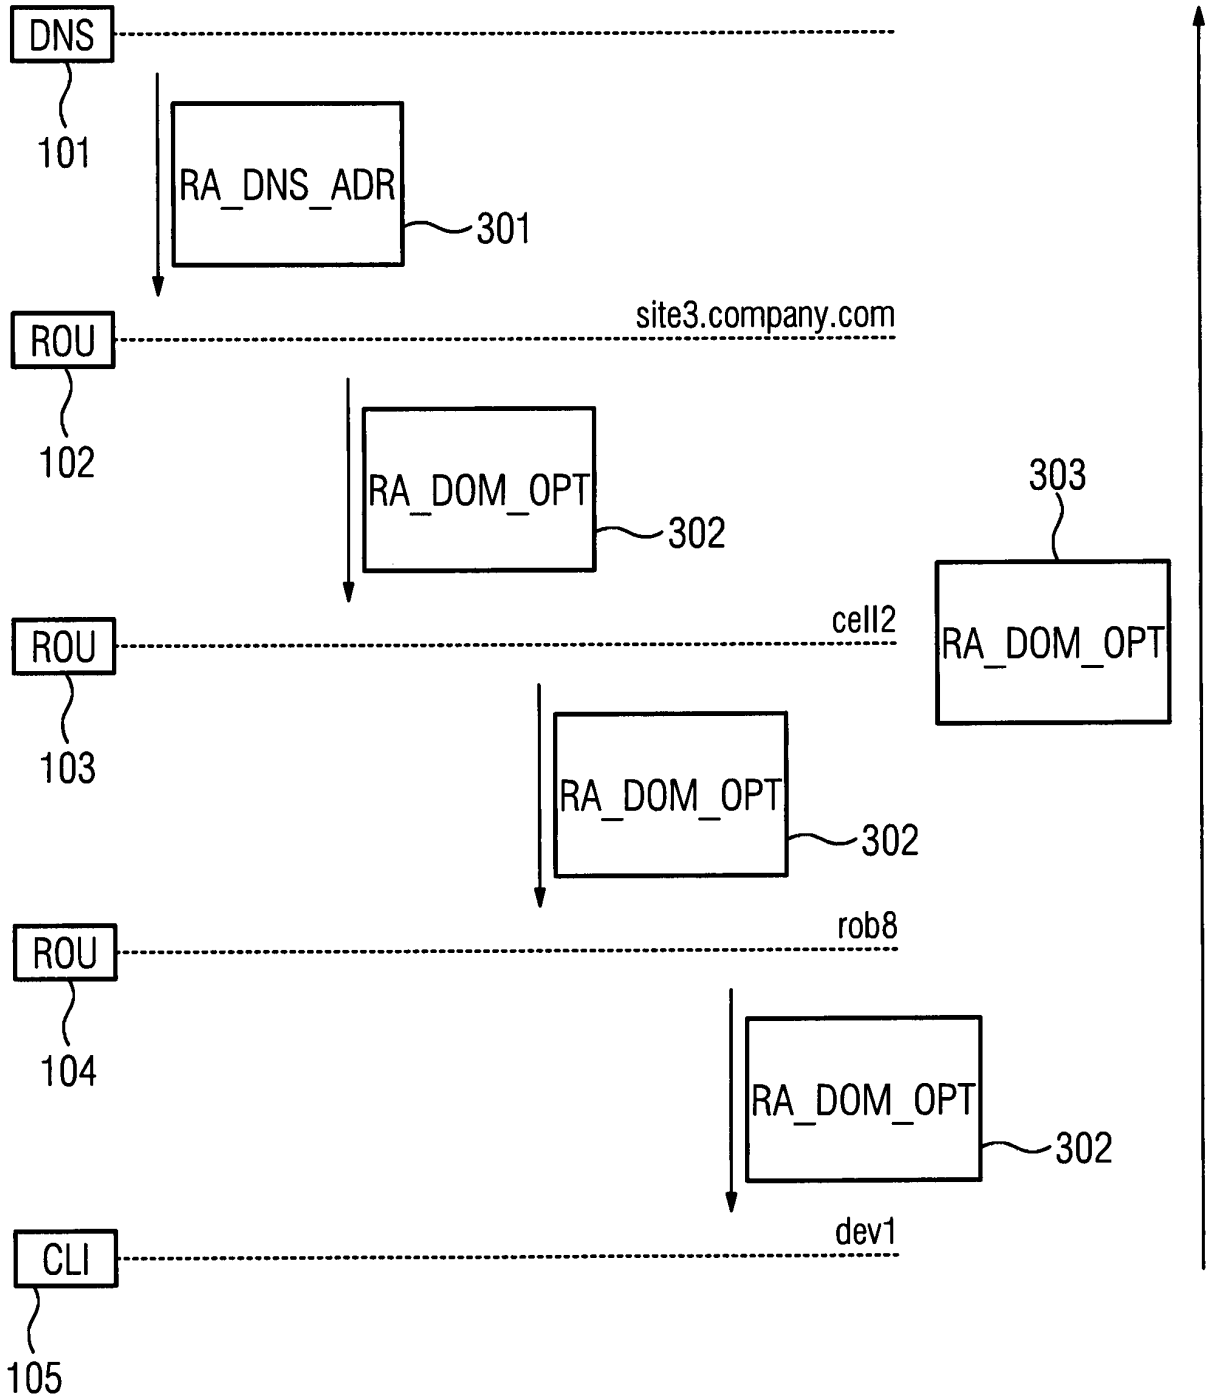 DNS
101
RA_DNS_ADR
301
site3.company.com
ROU
102
RA_DOM_OPT
302
303
cell2
ROU
RA_DOM_OPT
103
RA_DOM_OPT
302
rob8
ROU
104
RA_DOM_OPT
302
dev1
CLI
105